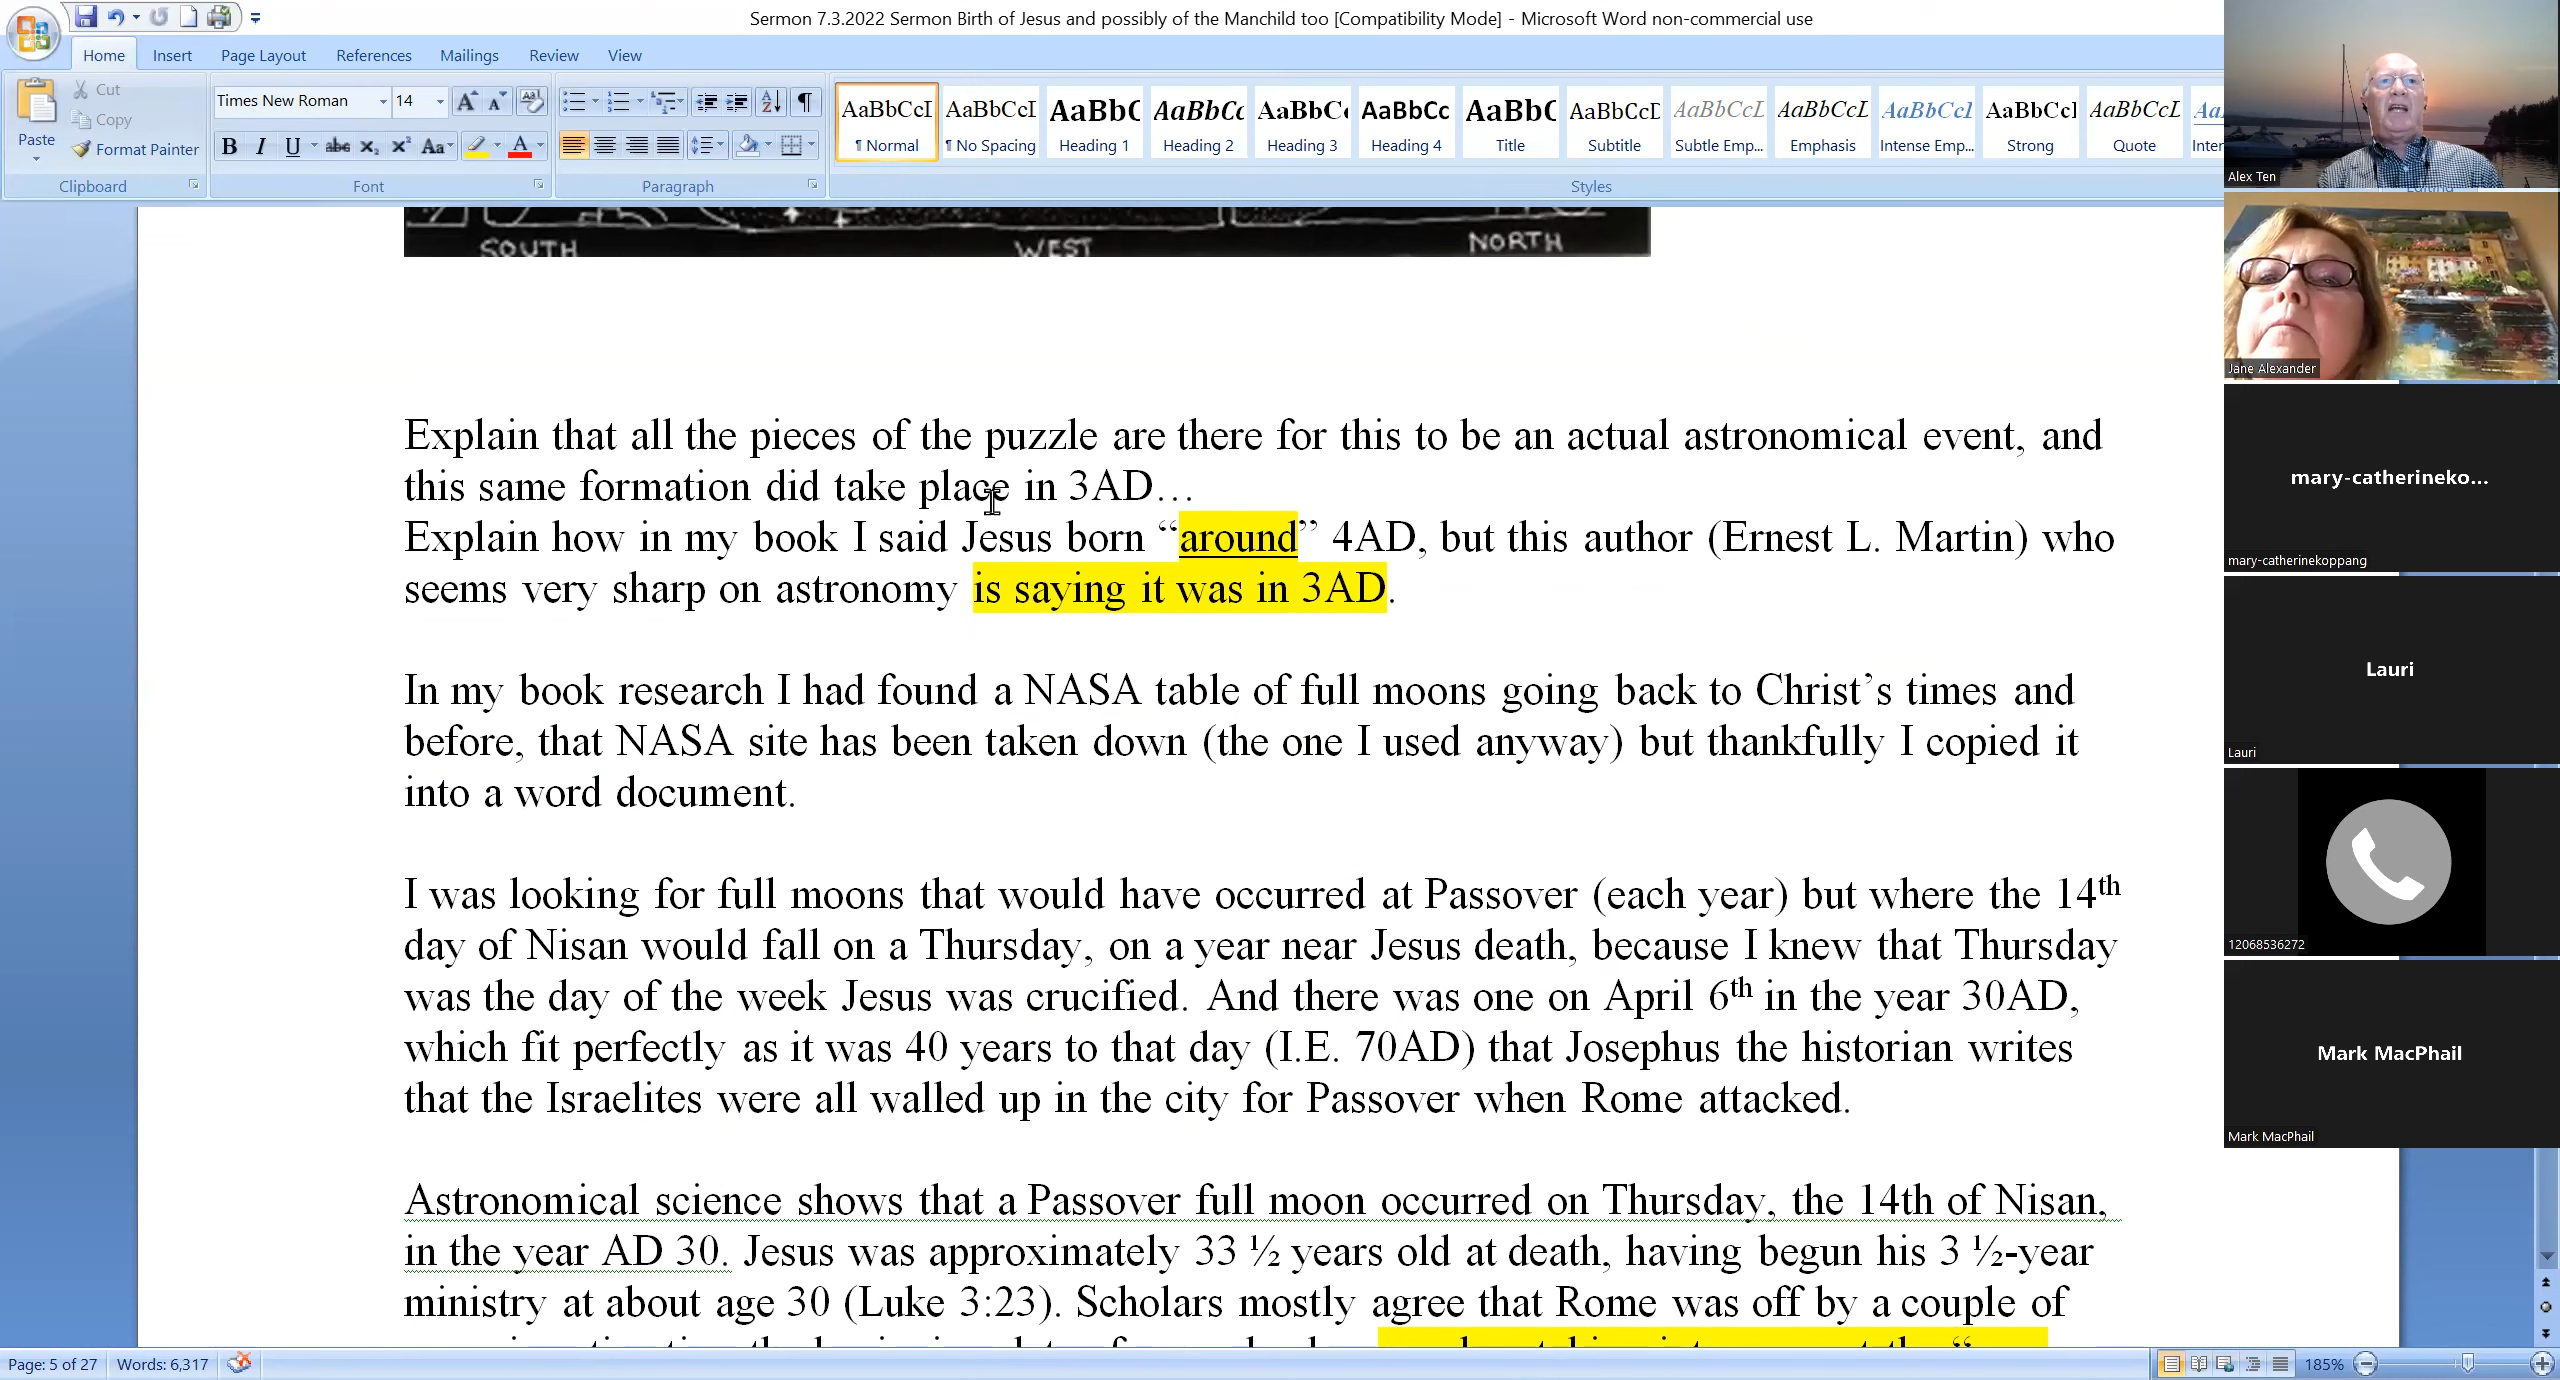 Sermon 7.3.2022 Sermon Birth of Jesus and possibly of the Manchild too [Compatibility Mode] - Microsoft Word non-commercial use
Home Insert Page Layout References Mailings Review View
Paste
Cut
Copy
Format Painter
Clipboard
Times New Roman 14
Font
Paragraph
AaBbCcI AaBbCcI AaBbC AaBbCc AaBbC AaBbCc AaBbC AaBbCcD AaBbCcL AaBbCcL AaBbCcI AaBbCcI AaBbCcL Aa
¶ Normal ¶ No Spacing Heading 1 Heading 2 Heading 3 Heading 4 Title Subtitle Subtle Emp... Emphasis Intense Emp... Strong Quote Inter
Styles
SOUTH WEST NORTH
Explain that all the pieces of the puzzle are there for this to be an actual astronomical event, and
this same formation did take place in 3AD…
Explain how in my book I said Jesus born “around” 4AD, but this author (Ernest L. Martin) who
seems very sharp on astronomy is saying it was in 3AD.
In my book research I had found a NASA table of full moons going back to Christ’s times and
before, that NASA site has been taken down (the one I used anyway) but thankfully I copied it
into a word document.
I was looking for full moons that would have occurred at Passover (each year) but where the 14th
day of Nisan would fall on a Thursday, on a year near Jesus death, because I knew that Thursday
was the day of the week Jesus was crucified. And there was one on April 6th in the year 30AD,
which fit perfectly as it was 40 years to that day (I.E. 70AD) that Josephus the historian writes
that the Israelites were all walled up in the city for Passover when Rome attacked.
Astronomical science shows that a Passover full moon occurred on Thursday, the 14th of Nisan,
in the year AD 30. Jesus was approximately 33 ½ years old at death, having begun his 3 ½-year
ministry at about age 30 (Luke 3:23). Scholars mostly agree that Rome was off by a couple of
Page: 5 of 27 Words: 6,317
185%
Alex Ten
Jane Alexander
mary-catherineko...
mary-catherinekoppang
Lauri
Lauri
12068536272
Mark MacPhail
Mark MacPhail